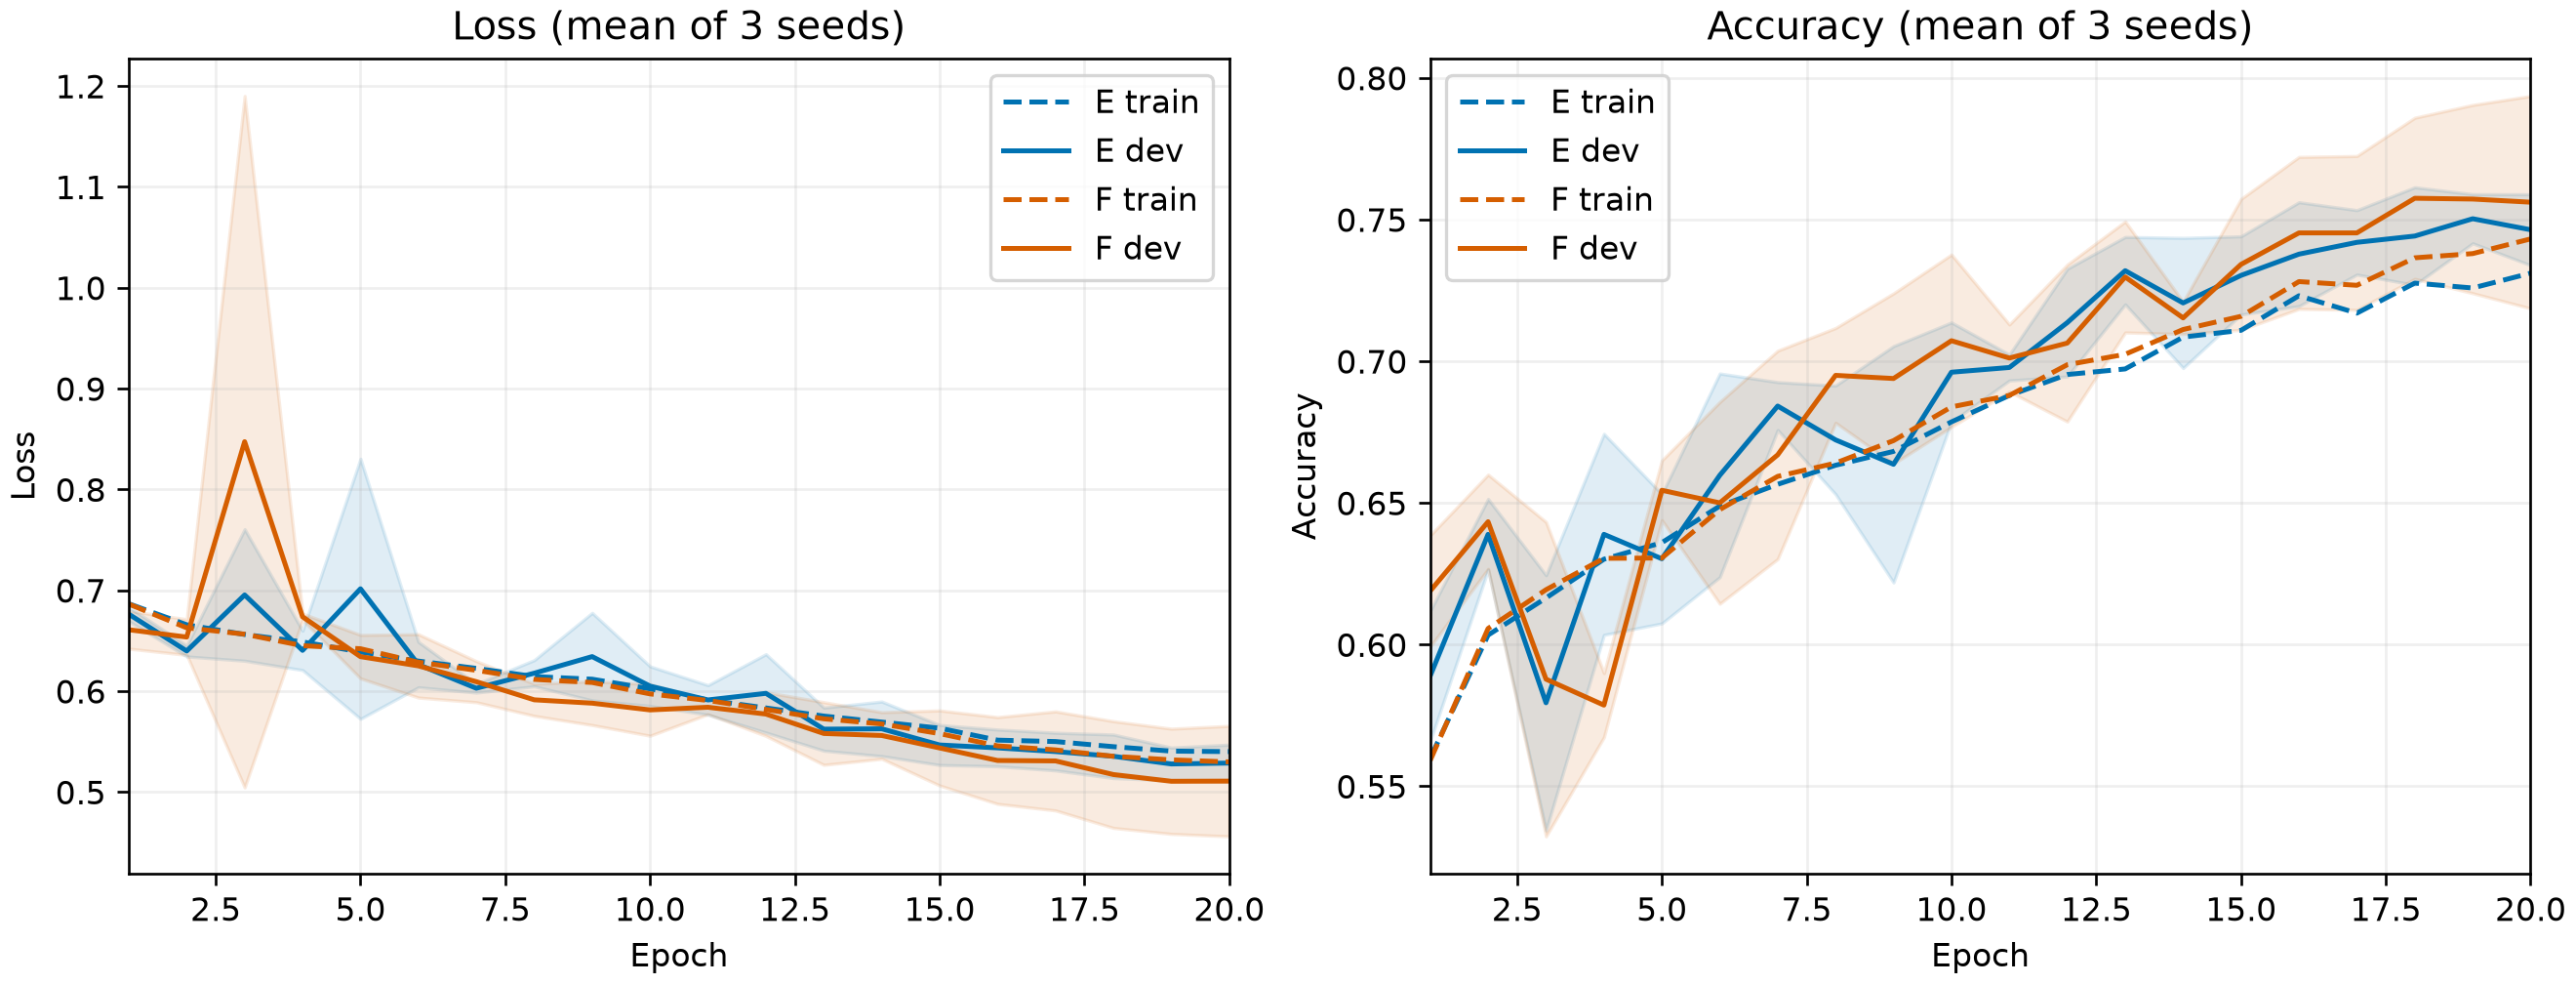 Loss (mean of 3 seeds)
1.2
1.1
1.0
0.9
0.8
0.7
0.6
0.5
Loss
E train
E dev
F train
F dev
2.5 5.0 7.5 10.0 12.5 15.0 17.5 20.0
Epoch
Accuracy (mean of 3 seeds)
0.80
0.75
0.70
0.65
0.60
0.55
Accuracy
E train
E dev
F train
F dev
2.5 5.0 7.5 10.0 12.5 15.0 17.5 20.0
Epoch